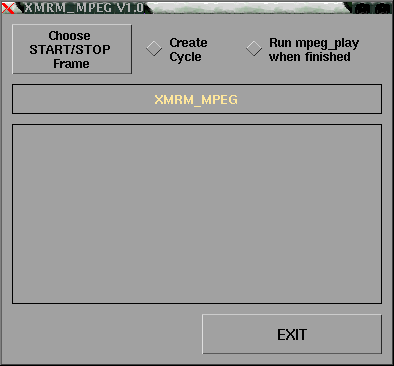 XMRM_MPEG V1.0
Choose
START/STOP
Frame
Create
Cycle
Run mpeg_play
when finished
XMRM_MPEG
EXIT